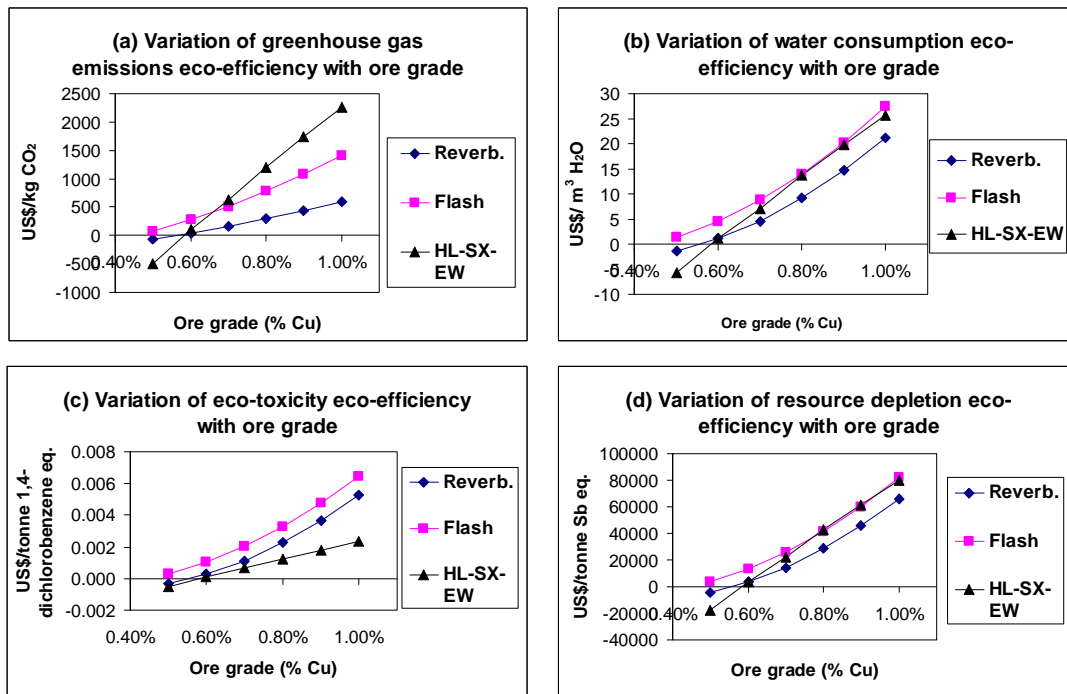 (a) Variation of greenhouse gas
emissions eco-efficiency with ore grade
US$/kg CO₂
2500
2000
1500
1000
500
0
-500
-1000
0.40%
0.60%
0.80%
1.00%
Ore grade (% Cu)
Reverb.
Flash
HL-SX-
EW
(b) Variation of water consumption eco-
efficiency with ore grade
US$/ m³ H₂O
30
25
20
15
10
5
0
-5
-10
0.40%
0.60%
0.80%
1.00%
Ore grade (% Cu)
Reverb.
Flash
HL-SX-EW
(c) Variation of eco-toxicity eco-efficiency
with ore grade
US$/tonne 1,4-
dichlorobenzene eq.
0.008
0.006
0.004
0.002
0.000
-0.002
0.40%
0.60%
0.80%
1.00%
Ore grade (% Cu)
Reverb.
Flash
HL-SX-
EW
(d) Variation of resource depletion eco-
efficiency with ore grade
US$/tonne Sb eq.
100000
80000
60000
40000
20000
0
-20000
-40000
0.40%
0.60%
0.80%
1.00%
Ore grade (% Cu)
Reverb.
Flash
HL-SX-
EW